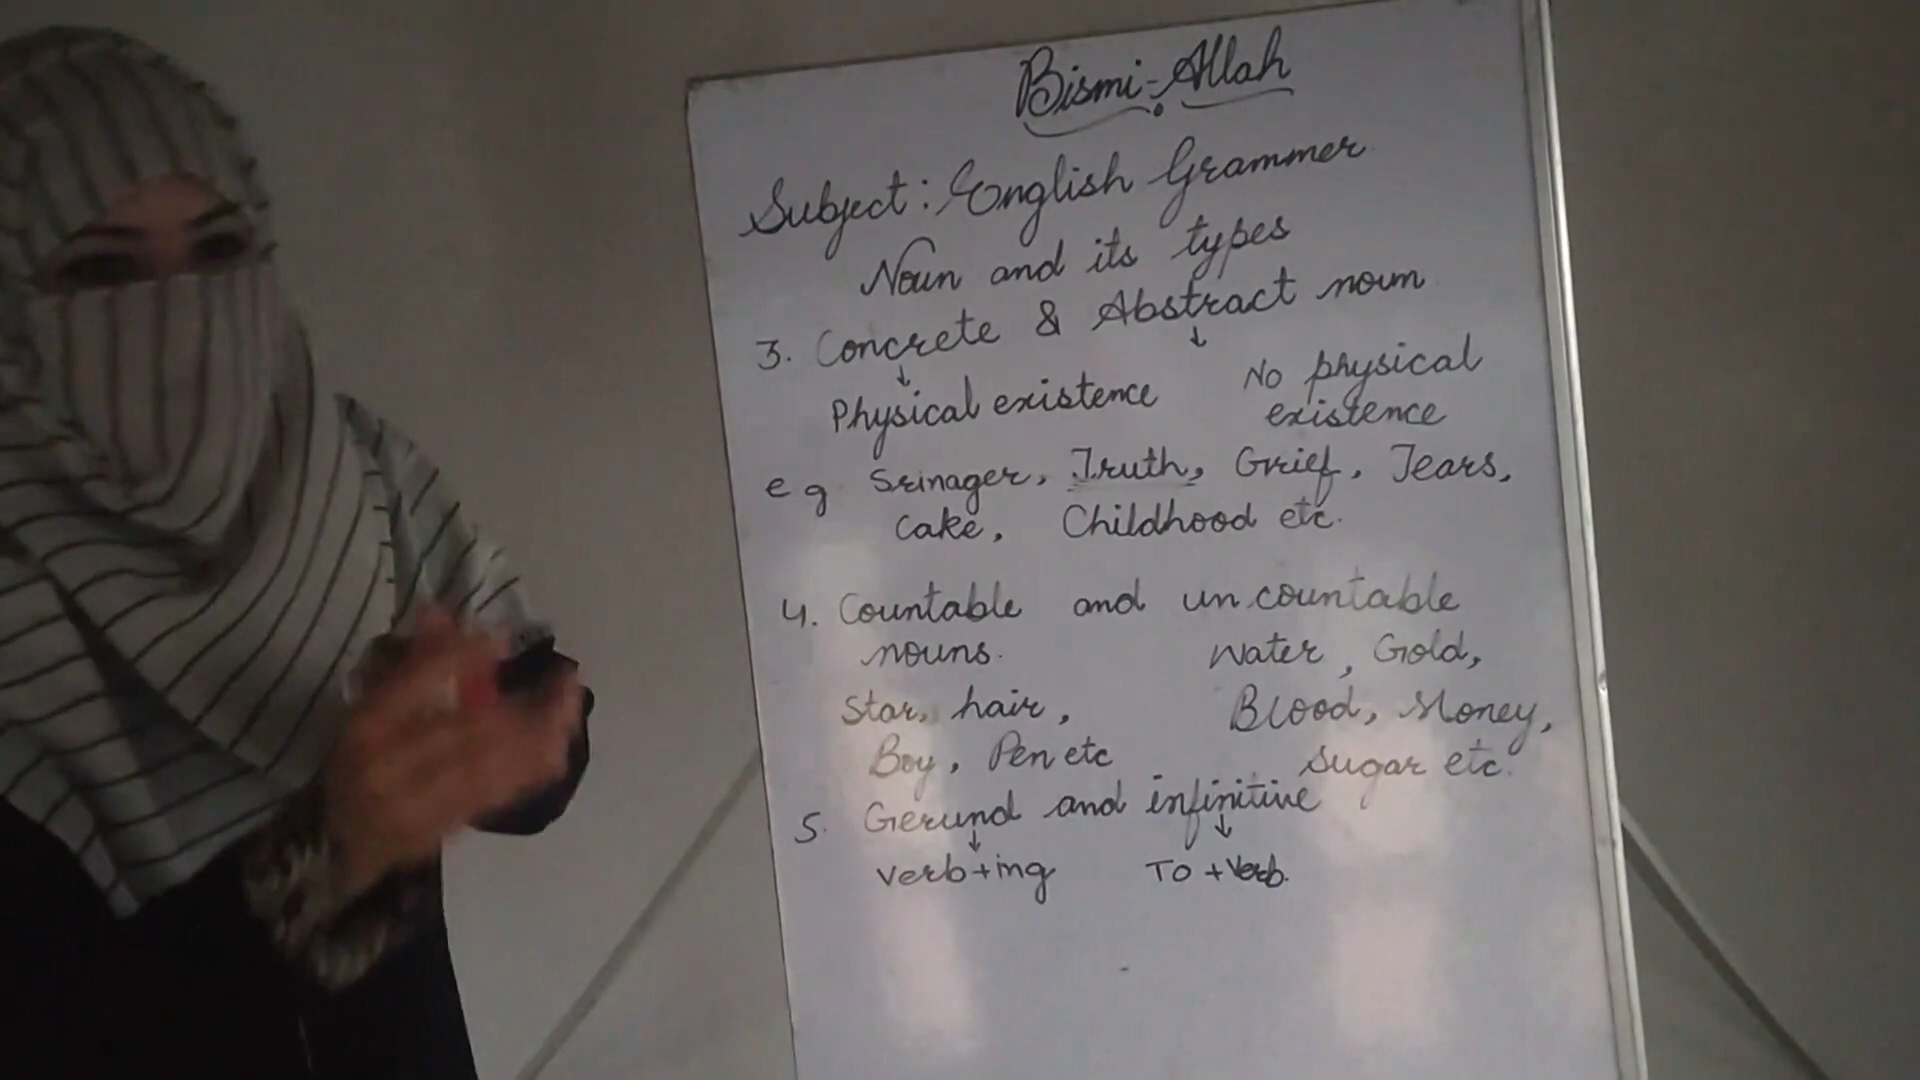 Bismi-Allah
Subject: English Grammer
Noun and its types
3. Concrete & Abstract noun
↓ ↓
Physical existence No physical existence
eg Srinager, Truth, Grief, Tears,
Cake, Childhood etc.
4. Countable and uncountable
nouns. Water, Gold,
Star, hair, Blood, Money,
Boy, Pen etc Sugar etc.
5. Gerund and infinitive
↓ ↓
Verb+ing To + Verb.